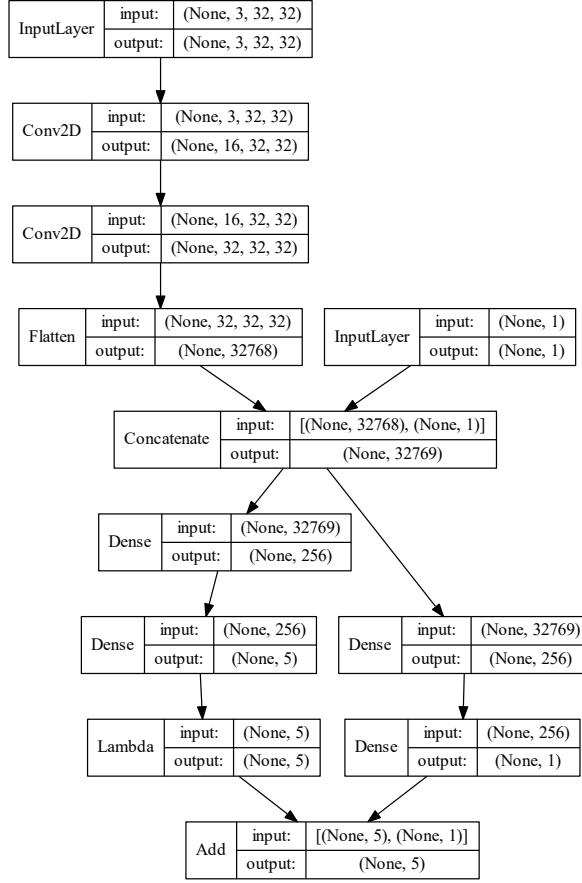 InputLayer input: (None, 3, 32, 32)
output: (None, 3, 32, 32)
Conv2D input: (None, 3, 32, 32)
output: (None, 16, 32, 32)
Conv2D input: (None, 16, 32, 32)
output: (None, 32, 32, 32)
Flatten input: (None, 32, 32, 32)
output: (None, 32768)
InputLayer input: (None, 1)
output: (None, 1)
Concatenate input: [(None, 32768), (None, 1)]
output: (None, 32769)
Dense input: (None, 32769)
output: (None, 256)
Dense input: (None, 256)
output: (None, 5)
Dense input: (None, 32769)
output: (None, 256)
Lambda input: (None, 5)
output: (None, 5)
Dense input: (None, 256)
output: (None, 1)
Add input: [(None, 5), (None, 1)]
output: (None, 5)